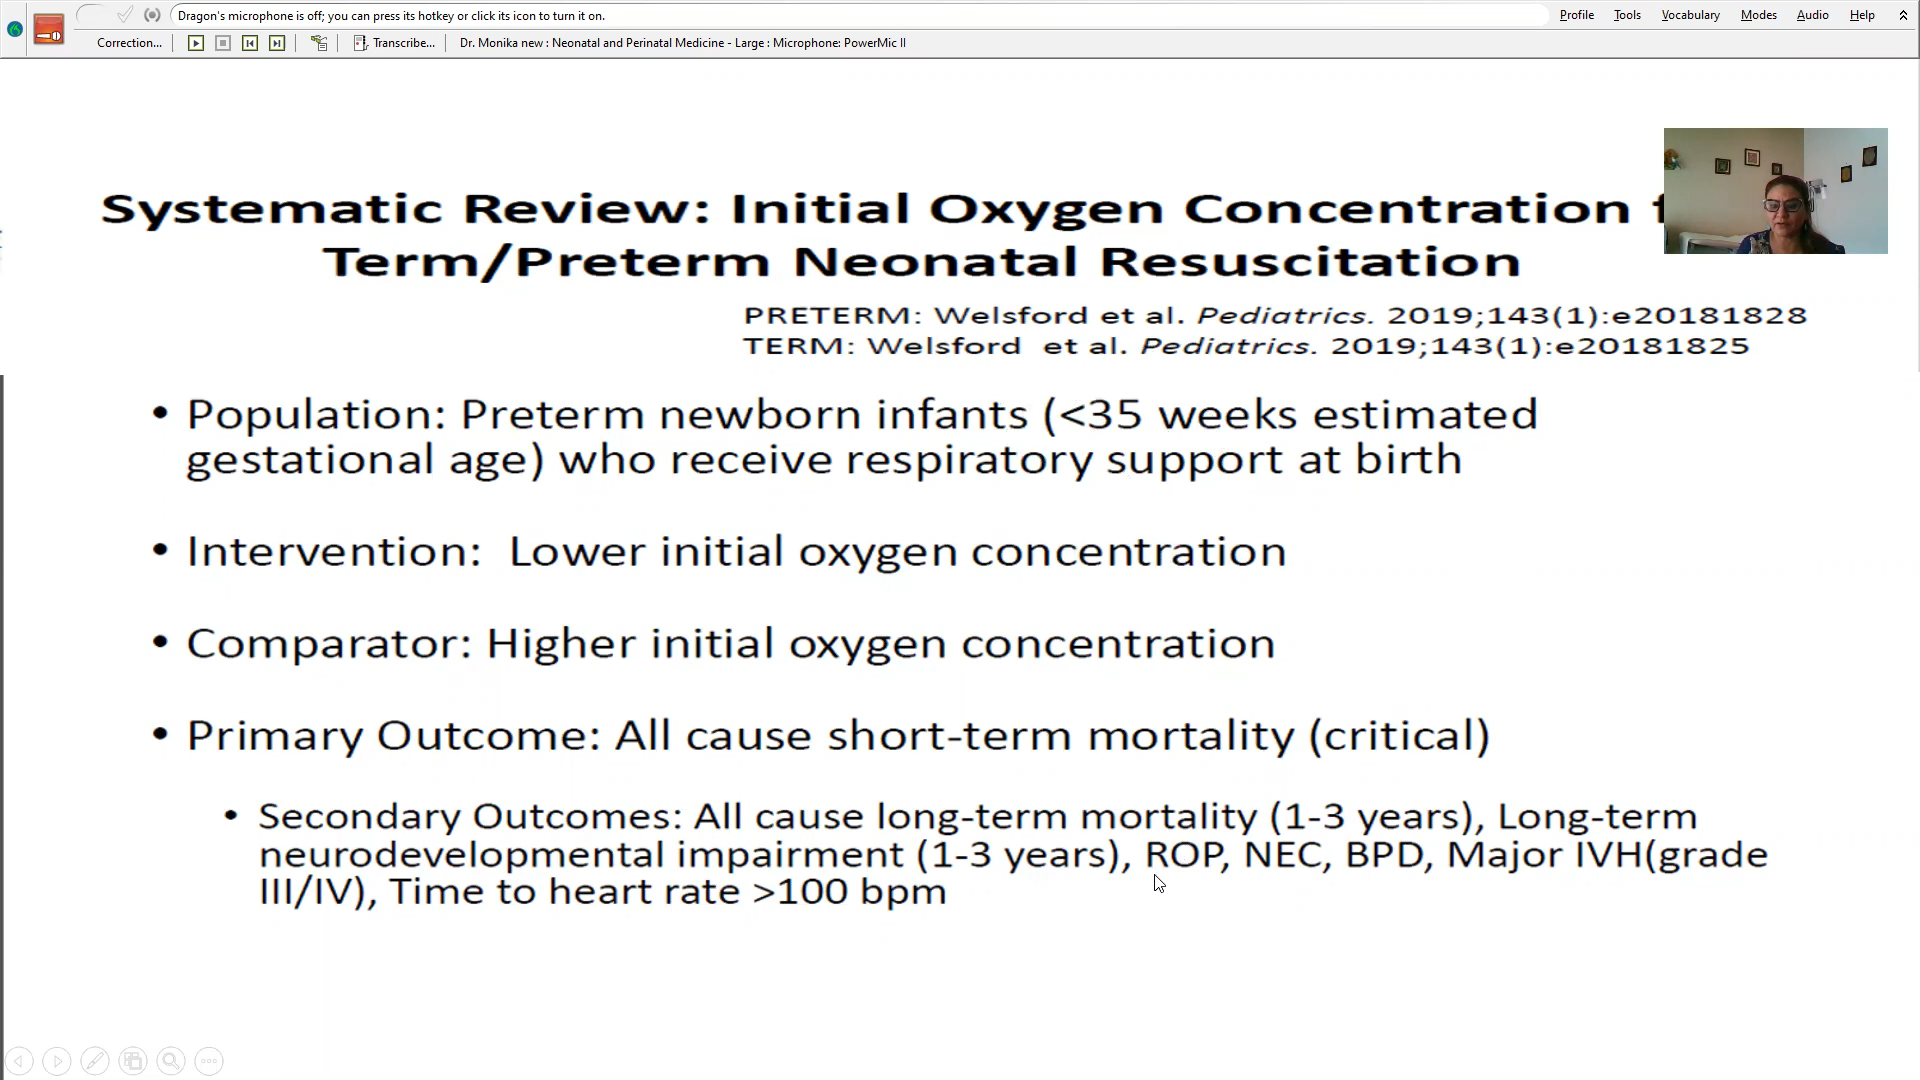 Dragon's microphone is off; you can press its hotkey or click its icon to turn it on.
Profile Tools Vocabulary Modes Audio Help
Correction... Transcribe... Dr. Monika new : Neonatal and Perinatal Medicine - Large : Microphone: PowerMic II
Systematic Review: Initial Oxygen Concentration
Term/Preterm Neonatal Resuscitation
PRETERM: Welsford et al. Pediatrics. 2019;143(1):e20181828
TERM: Welsford et al. Pediatrics. 2019;143(1):e20181825
• Population: Preterm newborn infants (<35 weeks estimated
gestational age) who receive respiratory support at birth
• Intervention: Lower initial oxygen concentration
• Comparator: Higher initial oxygen concentration
• Primary Outcome: All cause short-term mortality (critical)
• Secondary Outcomes: All cause long-term mortality (1-3 years), Long-term
neurodevelopmental impairment (1-3 years), ROP, NEC, BPD, Major IVH(grade
III/IV), Time to heart rate >100 bpm